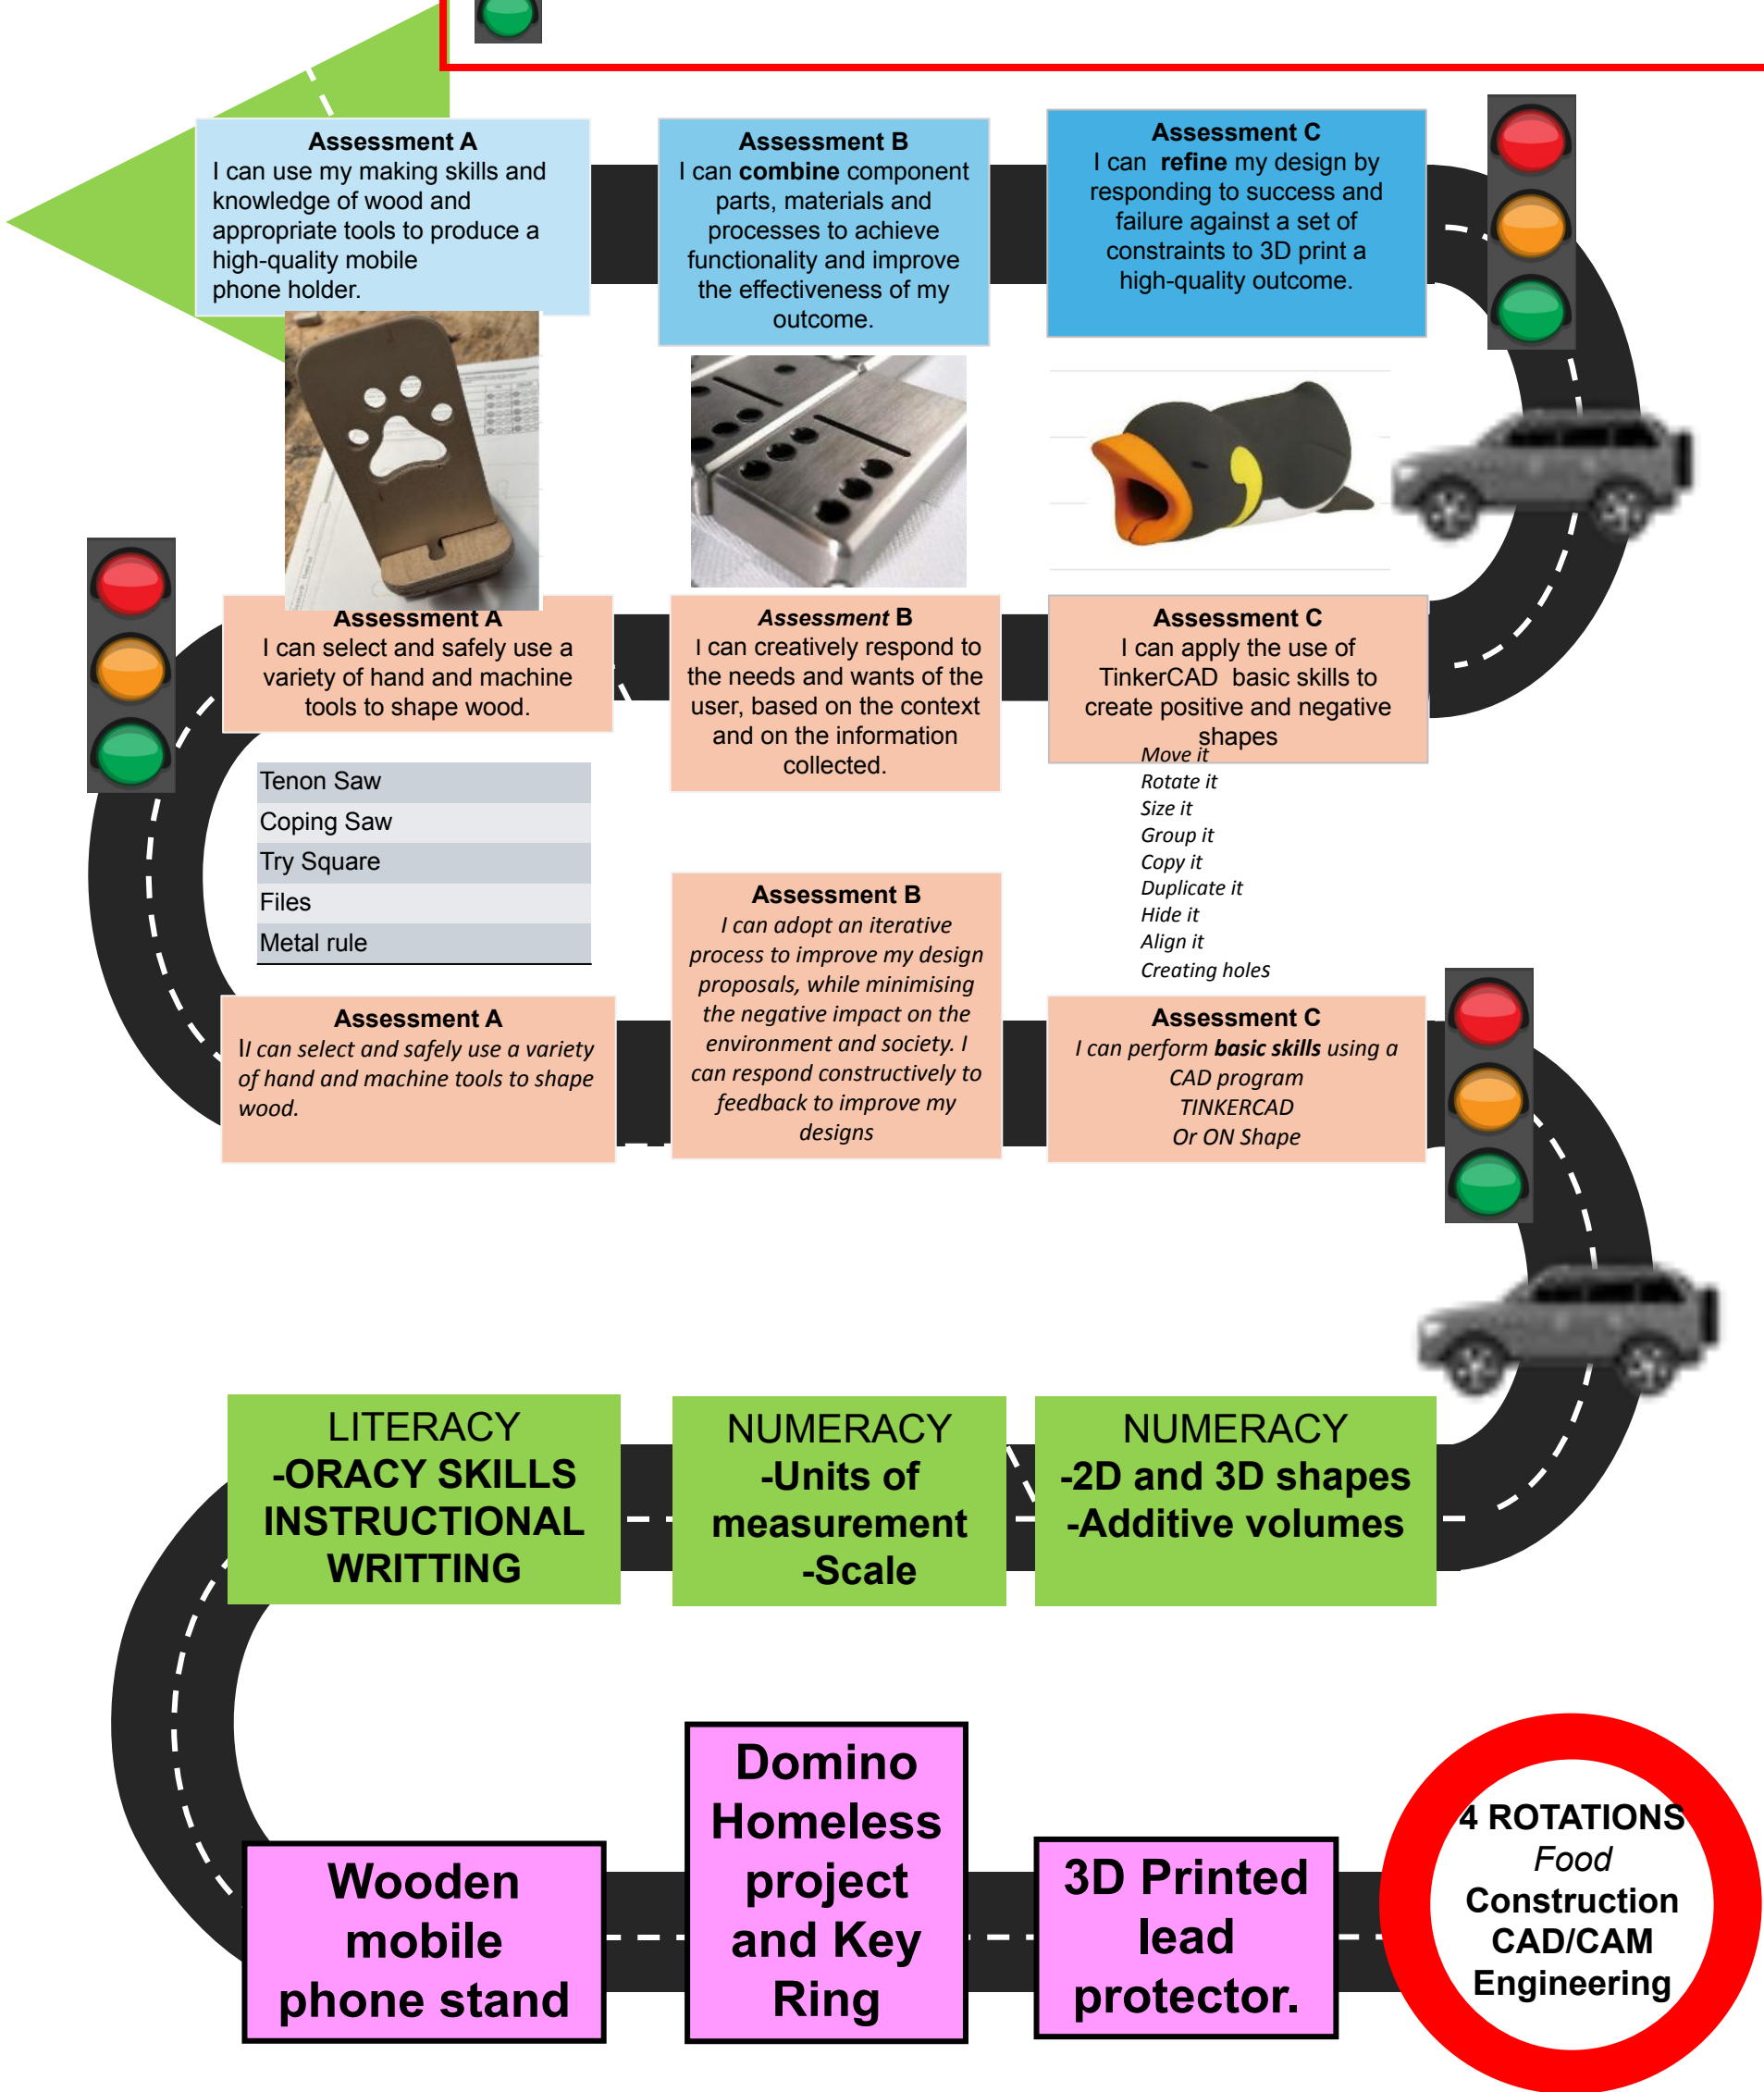 Assessment A
I can use my making skills and
knowledge of wood and
appropriate tools to produce a
high-quality mobile
phone holder.
Assessment B
I can combine component
parts, materials and
processes to achieve
functionality and improve
the effectiveness of my
outcome.
Assessment C
I can refine my design by
responding to success and
failure against a set of
constraints to 3D print a
high-quality outcome.
Assessment A
I can select and safely use a
variety of hand and machine
tools to shape wood.
Assessment B
I can creatively respond to
the needs and wants of the
user, based on the context
and on the information
collected.
Assessment C
I can apply the use of
TinkerCAD basic skills to
create positive and negative
shapes
Tenon Saw
Coping Saw
Try Square
Files
Metal rule
Move it
Rotate it
Size it
Group it
Copy it
Duplicate it
Hide it
Align it
Creating holes
Assessment A
II can select and safely use a variety
of hand and machine tools to shape
wood.
Assessment B
I can adopt an iterative
process to improve my design
proposals, while minimising
the negative impact on the
environment and society. I
can respond constructively to
feedback to improve my
designs
Assessment C
I can perform basic skills using a
CAD program
TINKERCAD
Or ON Shape
LITERACY
-ORACY SKILLS
INSTRUCTIONAL
WRITTING
NUMERACY
-Units of
measurement
-Scale
NUMERACY
-2D and 3D shapes
-Additive volumes
Wooden
mobile
phone stand
Domino
Homeless
project
and Key
Ring
3D Printed
lead
protector.
4 ROTATIONS
Food
Construction
CAD/CAM
Engineering